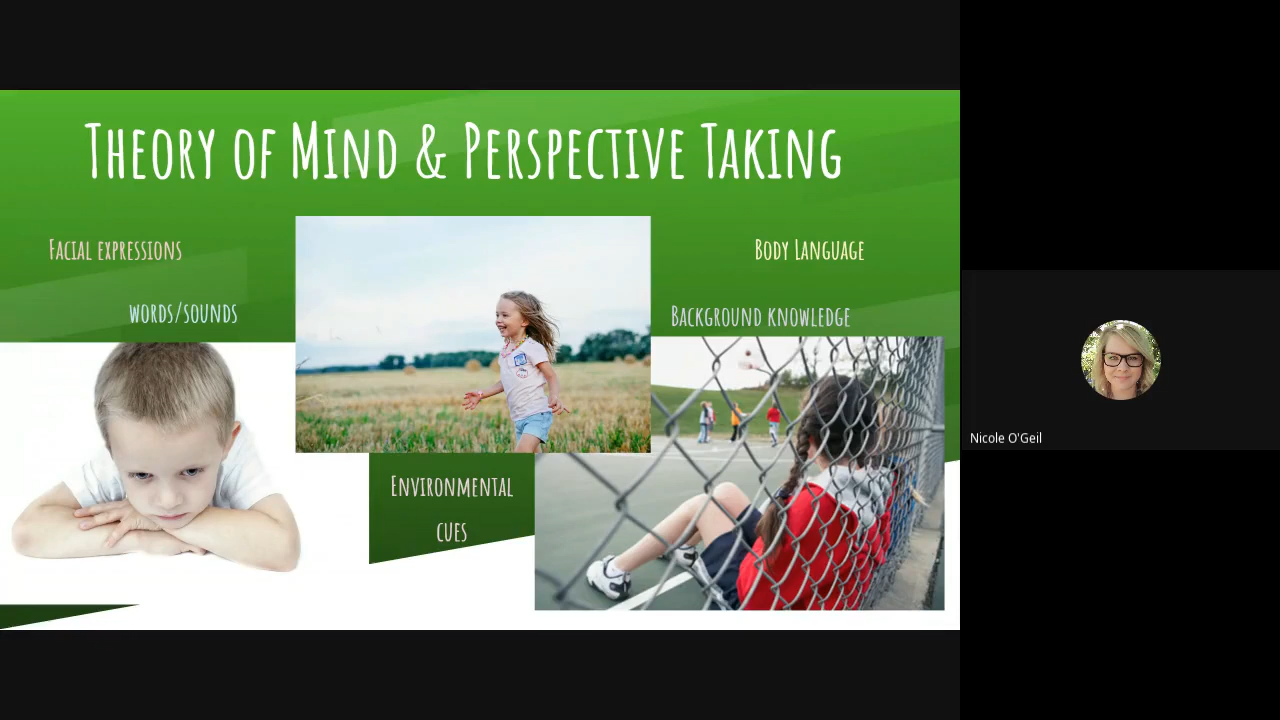 Theory of Mind & Perspective Taking
Facial expressions
Body Language
words/sounds
Background knowledge
Environmental
cues
Nicole O'Geil